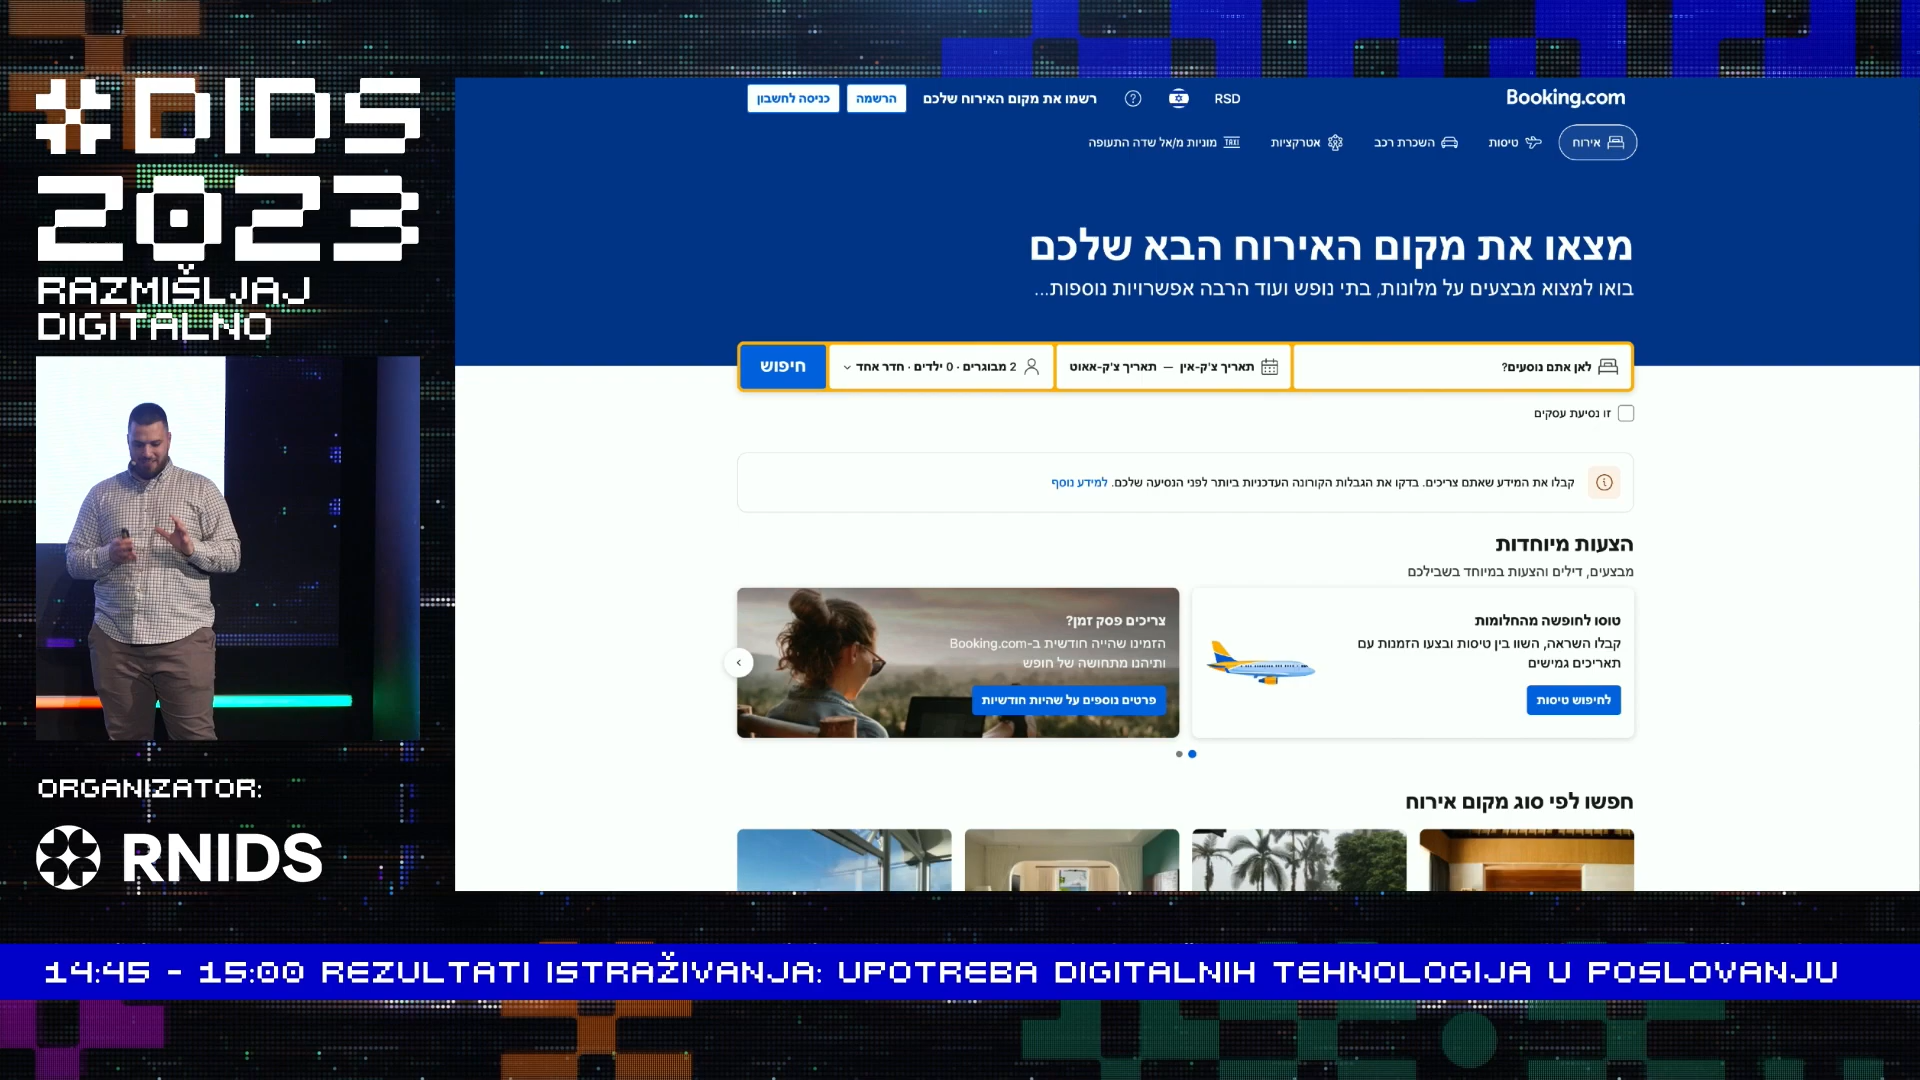 #DIDS
2023
RAZMIŠLJAJ
DIGITALNO
ORGANIZATOR:
RNIDS
Booking.com
RSD
רשמו את מקום האירוח שלכם
הרשמה
כניסה לחשבון
אירוח
טיסות
השכרת רכב
אטרקציות
TAXI
מוניות מ/אל שדה התעופה
מצאו את מקום האירוח הבא שלכם
בואו למצוא מבצעים על מלונות, בתי נופש ועוד הרבה אפשרויות נוספות...
לאן אתם נוסעים?
תאריך צ'ק-אין — תאריך צ'ק-אאוט
2 מבוגרים · 0 ילדים · חדר אחד
חיפוש
זו נסיעת עסקים
קבלו את המידע שאתם צריכים. בדקו את הגבלות הקורונה העדכניות ביותר לפני הנסיעה שלכם. למידע נוסף
הצעות מיוחדות
מבצעים, דילים והצעות במיוחד בשבילכם
טוסו לחופשה מהחלומות
קבלו השראה, השוו בין טיסות ובצעו הזמנות עם
תאריכים גמישים
לחיפוש טיסות
צריכים פסק זמן?
הזמינו שהייה חודשית ב-Booking.com
ותיהנו מתחושה של חופש
פרטים נוספים על שהיות חודשיות
חפשו לפי סוג מקום אירוח
14:45 - 15:00 REZULTATI ISTRAŽIVANJA: UPOTREBA DIGITALNIH TEHNOLOGIJA U POSLOVANJU